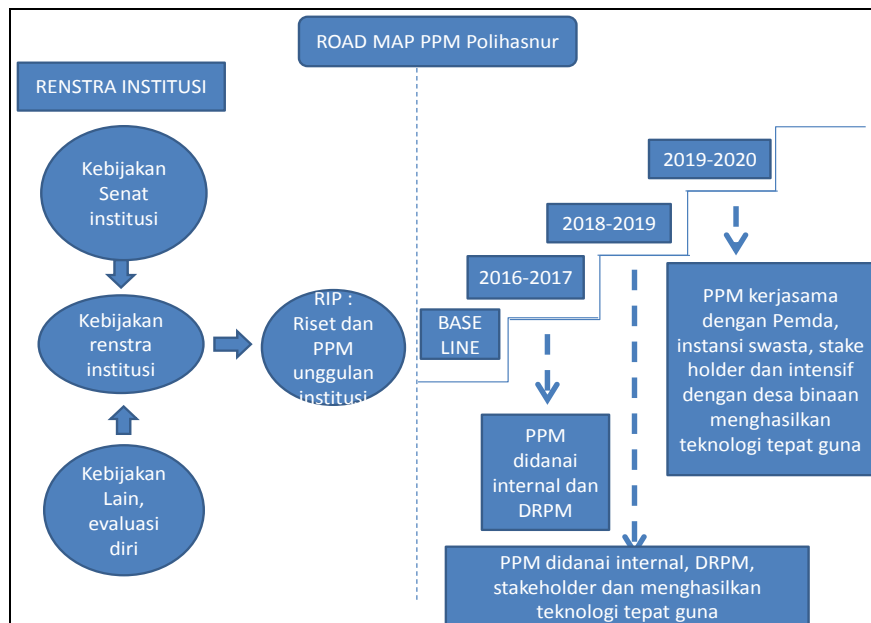 ROAD MAP PPM Polihasnur
RENSTRA INSTITUSI
Kebijakan
Senat
institusi
Kebijakan
renstra
institusi
Kebijakan
Lain,
evaluasi
diri
RIP :
Riset dan
PPM
unggulan
institusi
BASE
LINE
2016-2017
2018-2019
2019-2020
PPM
didanai
internal dan
DRPM
PPM didanai internal, DRPM,
stakeholder dan menghasilkan
teknologi tepat guna
PPM kerjasama
dengan Pemda,
instansi swasta, stake
holder dan intensif
dengan desa binaan
menghasilkan
teknologi tepat guna